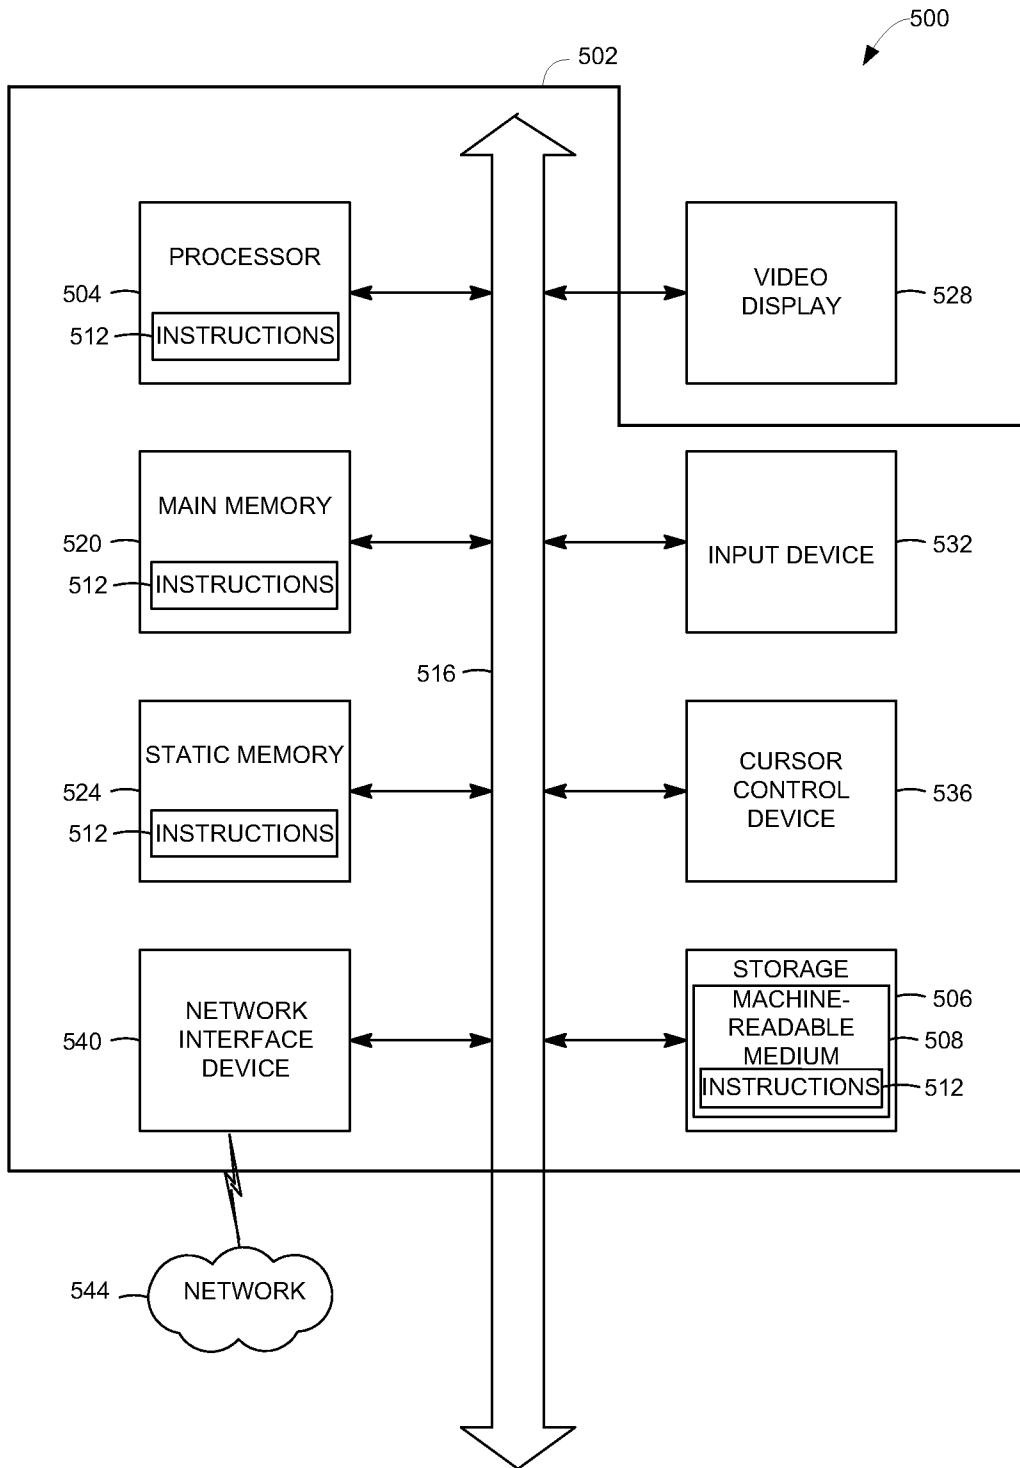 500
502
PROCESSOR
504
512
INSTRUCTIONS
VIDEO
DISPLAY
528
MAIN MEMORY
520
512
INSTRUCTIONS
INPUT DEVICE
532
516
STATIC MEMORY
524
512
INSTRUCTIONS
CURSOR
CONTROL
DEVICE
536
NETWORK
INTERFACE
DEVICE
540
STORAGE
506
MACHINE-
READABLE
MEDIUM
508
INSTRUCTIONS
512
544
NETWORK